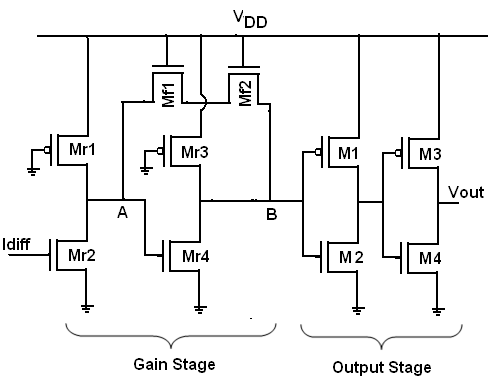 VDD
Mf1
Mf2
Mr1
Mr3
M1
M3
A
B
Vout
Idiff
Mr2
Mr4
M2
M4
Gain Stage
Output Stage